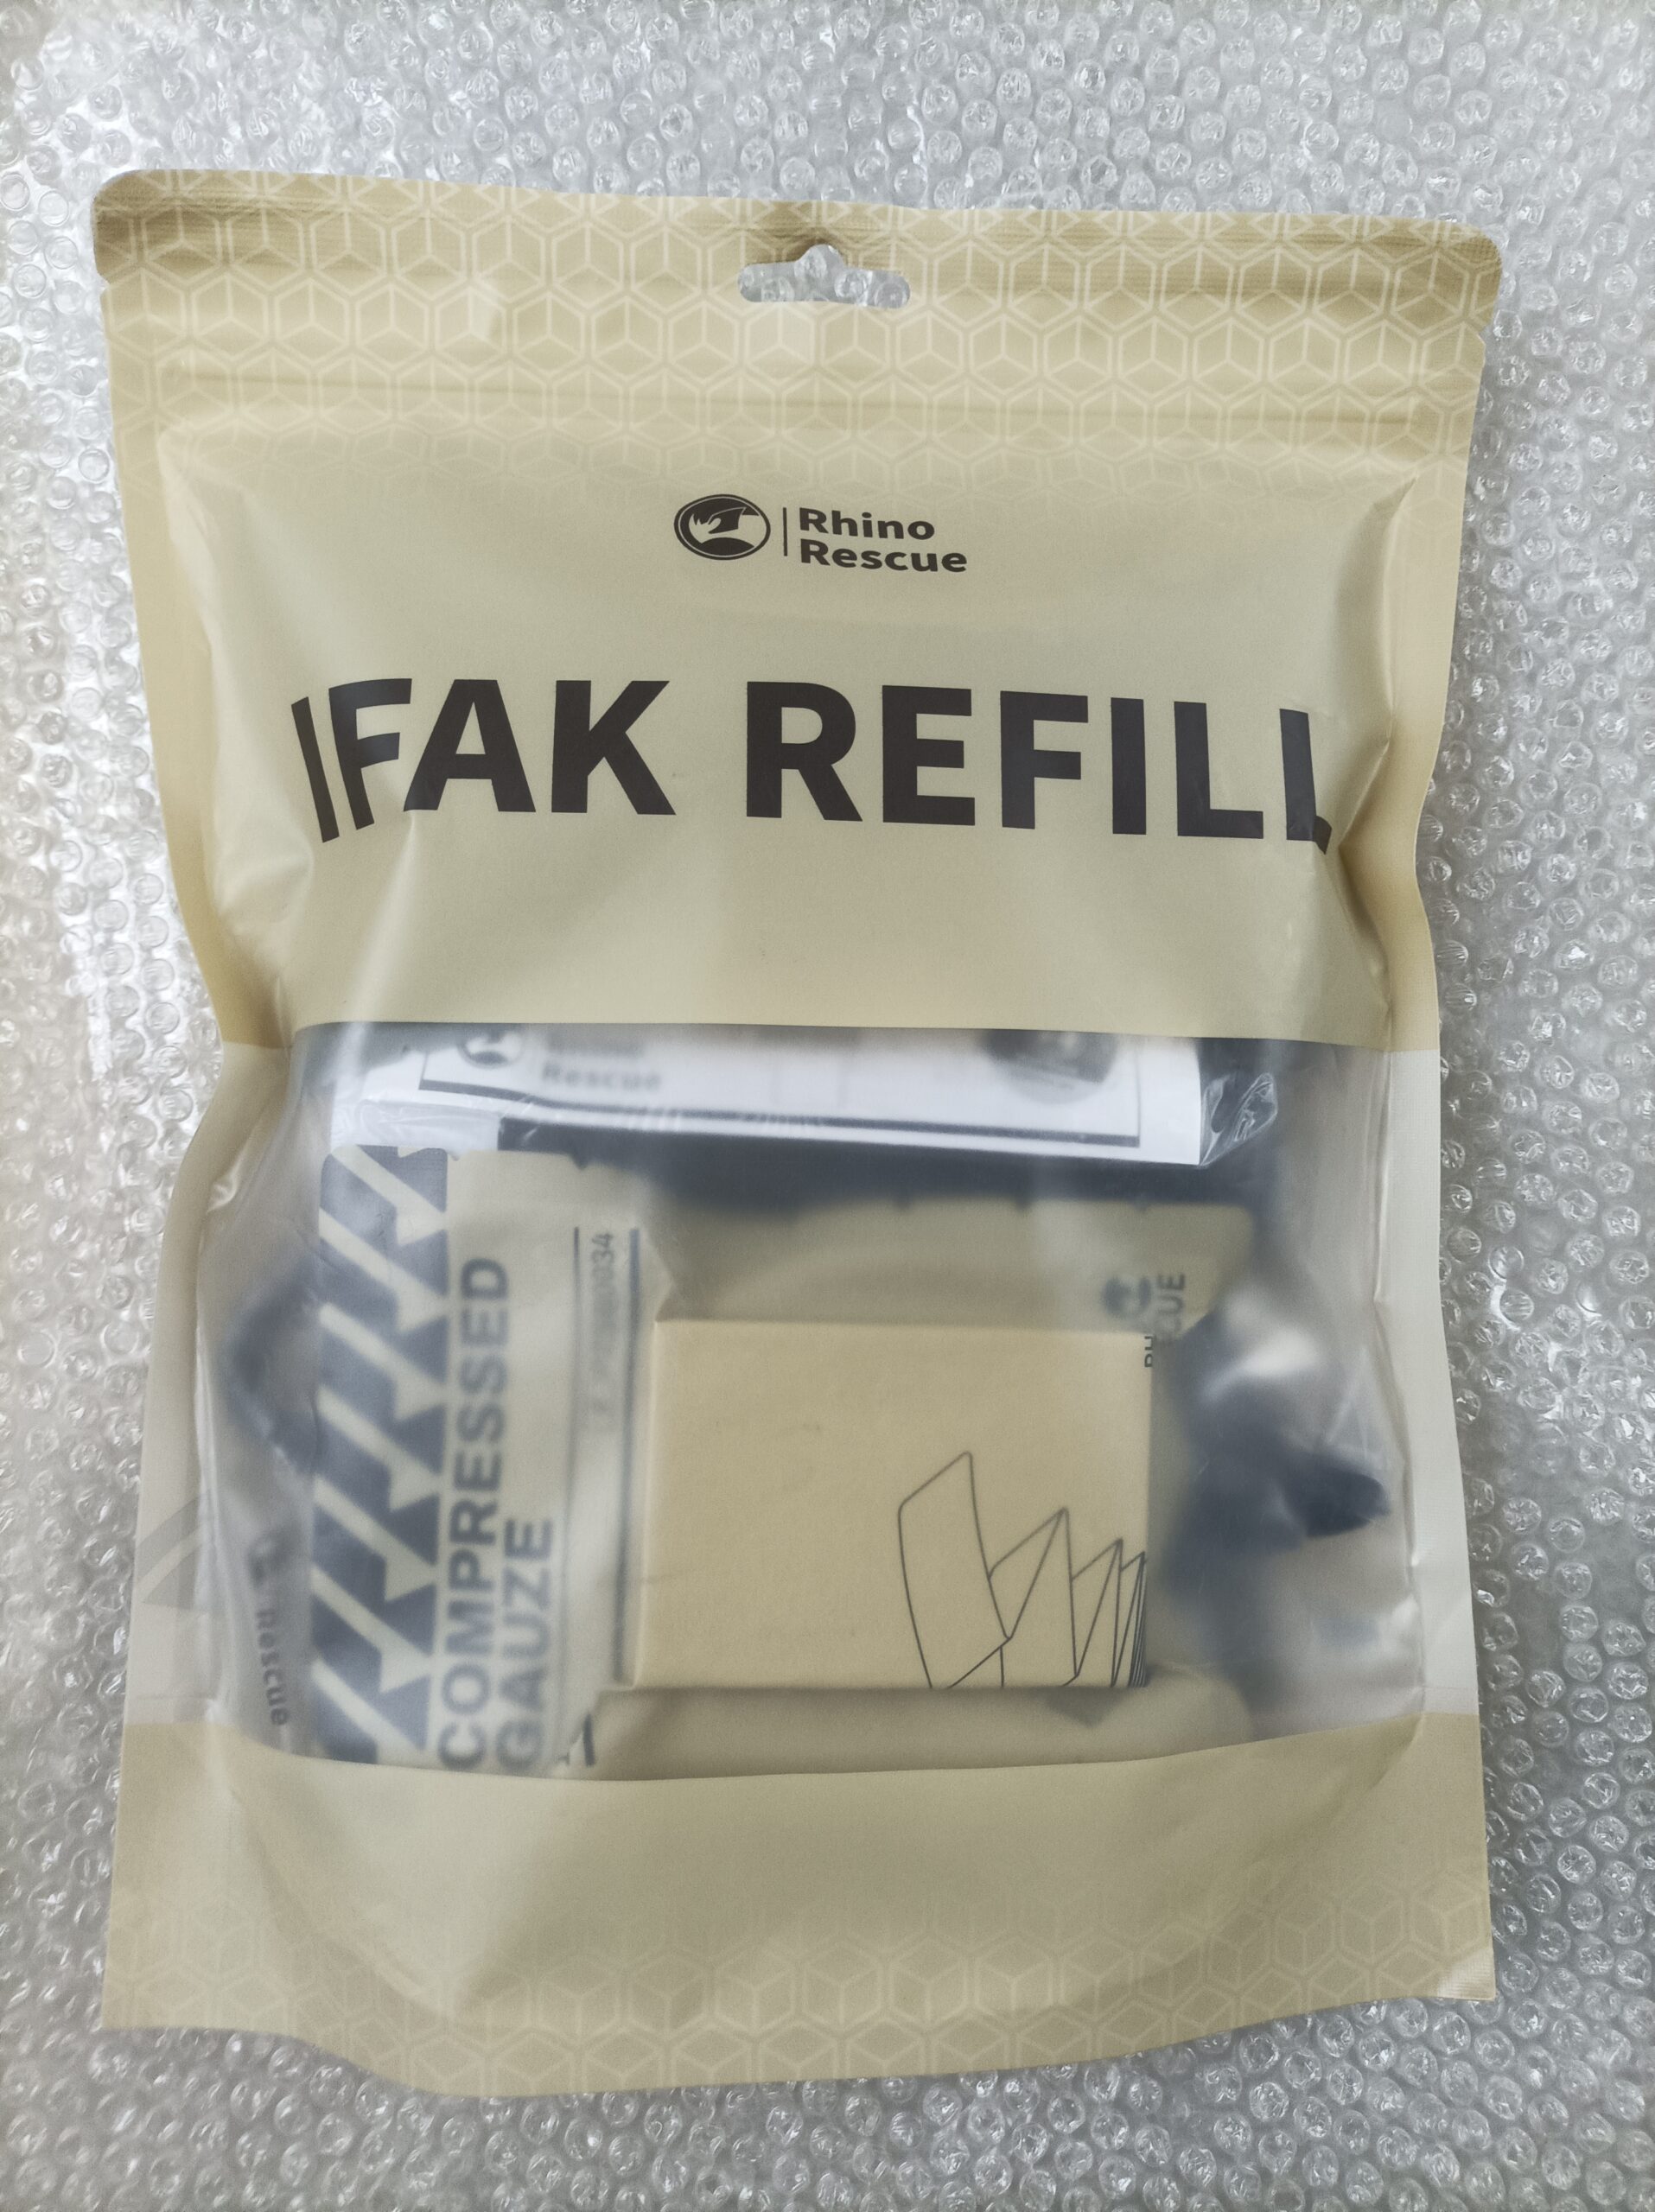 Rhino
Rescue
IFAK REFILL
Rescue
COMPRESSED
GAUZE
Rescue